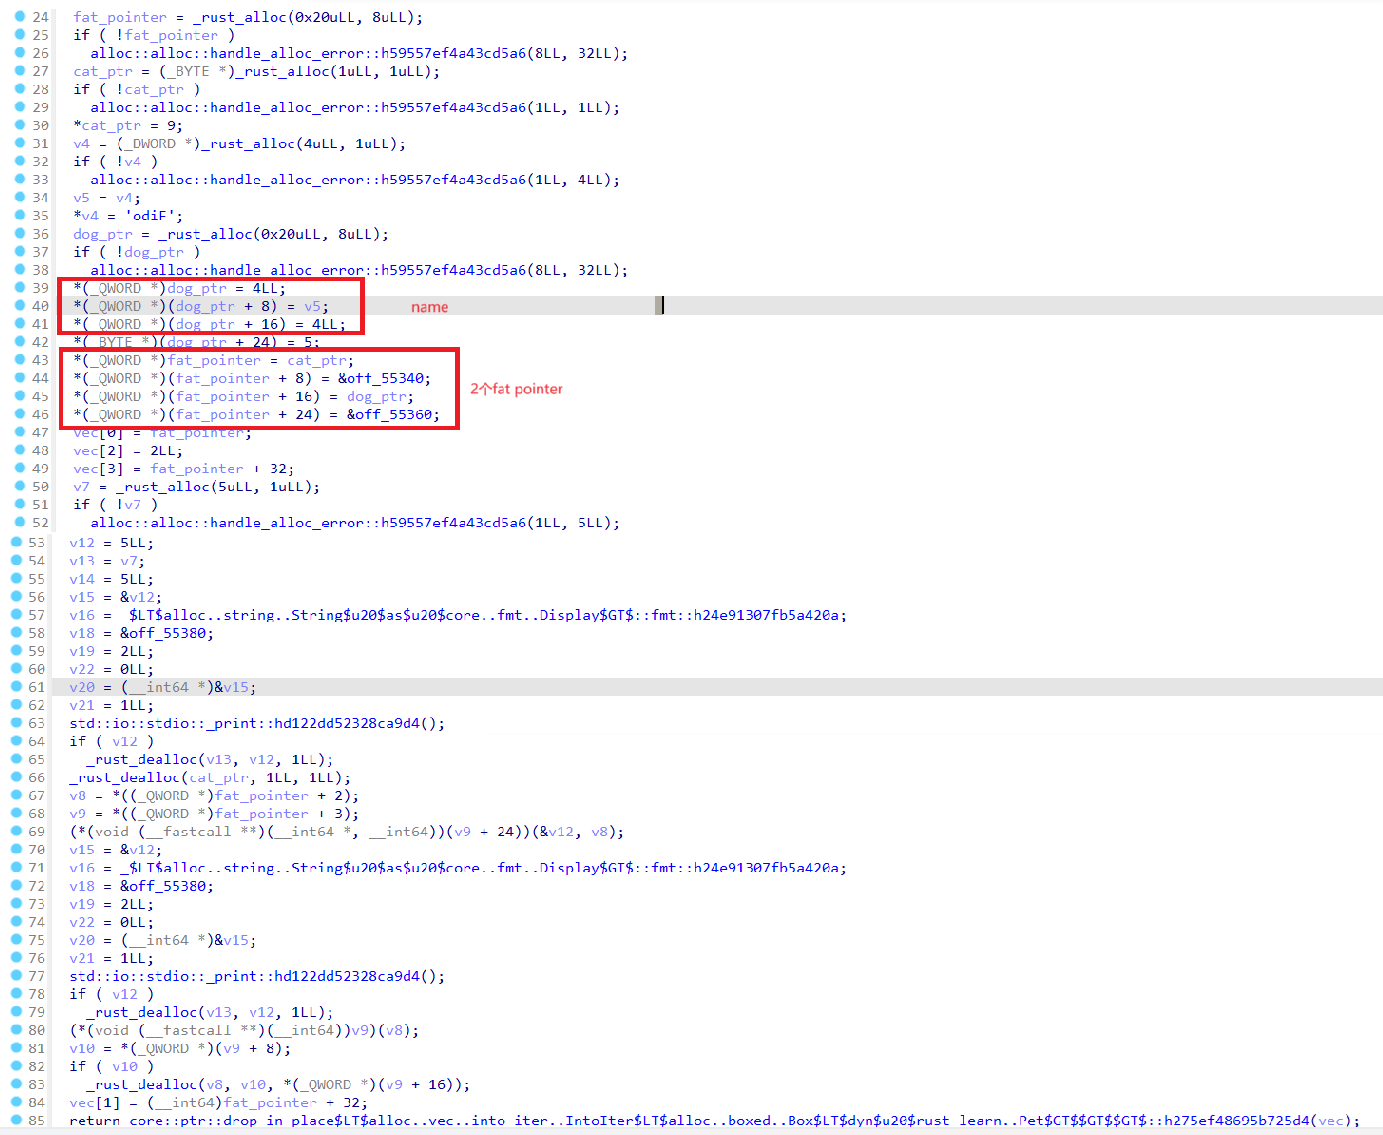 24 fat_pointer = _rust_alloc(0x20uLL, 8uLL);
25 if ( !fat_pointer )
26 alloc::alloc::handle_alloc_error::h59557ef4a43cd5a6(8LL, 32LL);
27 cat_ptr = (_BYTE *)_rust_alloc(1uLL, 1uLL);
28 if ( !cat_ptr )
29 alloc::alloc::handle_alloc_error::h59557ef4a43cd5a6(1LL, 1LL);
30 *cat_ptr = 9;
31 v4 = (_DWORD *)_rust_alloc(4uLL, 1uLL);
32 if ( !v4 )
33 alloc::alloc::handle_alloc_error::h59557ef4a43cd5a6(1LL, 4LL);
34 v5 = v4;
35 *v4 = 'odiF';
36 dog_ptr = _rust_alloc(0x20uLL, 8uLL);
37 if ( !dog_ptr )
38 alloc::alloc::handle_alloc_error::h59557ef4a43cd5a6(8LL, 32LL);
39 *(_QWORD *)dog_ptr = 4LL;
40 *(_QWORD *)(dog_ptr + 8) = v5; name
41 *(_QWORD *)(dog_ptr + 16) = 4LL;
42 *(_BYTE *)(dog_ptr + 24) = 5;
43 *(_QWORD *)fat_pointer = cat_ptr;
44 *(_QWORD *)(fat_pointer + 8) = &off_55340;
45 *(_QWORD *)(fat_pointer + 16) = dog_ptr; 2个fat pointer
46 *(_QWORD *)(fat_pointer + 24) = &off_55360;
47 vec[0] = fat_pointer;
48 vec[2] = 2LL;
49 vec[3] = fat_pointer + 32;
50 v7 = _rust_alloc(5uLL, 1uLL);
51 if ( !v7 )
52 alloc::alloc::handle_alloc_error::h59557ef4a43cd5a6(1LL, 5LL);
53 v12 = 5LL;
54 v13 = v7;
55 v14 = 5LL;
56 v15 = &v12;
57 v16 = _$LT$alloc..string..String$u20$as$u20$core..fmt..Display$GT$::fmt::h24e91307fb5a420a;
58 v18 = &off_55380;
59 v19 = 2LL;
60 v22 = 0LL;
61 v20 = (__int64 *)&v15;
62 v21 = 1LL;
63 std::io::stdio::_print::hd122dd52328ca9d4();
64 if ( v12 )
65 _rust_dealloc(v13, v12, 1LL);
66 _rust_dealloc(cat_ptr, 1LL, 1LL);
67 v8 = *((_QWORD *)fat_pointer + 2);
68 v9 = *((_QWORD *)fat_pointer + 3);
69 (*(void (__fastcall **)(__int64 *, __int64))(v9 + 24))(&v12, v8);
70 v15 = &v12;
71 v16 = _$LT$alloc..string..String$u20$as$u20$core..fmt..Display$GT$::fmt::h24e91307fb5a420a;
72 v18 = &off_55380;
73 v19 = 2LL;
74 v22 = 0LL;
75 v20 = (__int64 *)&v15;
76 v21 = 1LL;
77 std::io::stdio::_print::hd122dd52328ca9d4();
78 if ( v12 )
79 _rust_dealloc(v13, v12, 1LL);
80 (*(void (__fastcall **)(__int64))v9)(v8);
81 v10 = *(_QWORD *)(v9 + 8);
82 if ( v10 )
83 _rust_dealloc(v8, v10, *(_QWORD *)(v9 + 16));
84 vec[1] = (__int64)fat_pointer + 32;
85 return core::ptr::drop_in_place$LT$alloc..vec..into_iter..IntoIter$LT$alloc..boxed..Box$LT$dyn$u20$rust_learn..Pet$GT$$GT$$GT$::h275ef48695b725d4(vec);